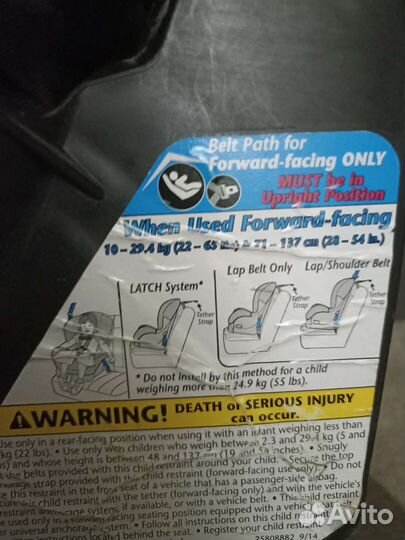 Belt Path for
Forward-facing ONLY
MUST be in
Upright Position
When Used Forward-facing
10 – 29.4 kg (22 – 65 lbs) & 71 – 137 cm (28 – 54 in.)
LATCH System*
Lap Belt Only
Lap/Shoulder Belt
Tether Strap
Tether Strap
Tether Strap
* Do not install by this method for a child
weighing more than 24.9 kg (55 lbs).
WARNING! DEATH or SERIOUS INJURY
can occur.
Use only in a rear-facing position when using it with an infant weighing less than
kg (22 lbs). • Use only with children who weigh between 2.3 and 29.4 kg (5 and
s) and whose height is between 48 and 137 cm (19 and 54 inches). • Snugly
the belts provided with this child restraint around your child. • Secure the top
strap provided with this child restraint (forward-facing use only). • Do not
this restraint in the front seat of a vehicle that has a passenger-side airbag.
child restraint with the tether (forward-facing only) and with the vehicle's
system, if available, or with a vehicle belt. • This child restraint
used only in a forward-facing seating position equipped with a vehicle
universal anchorage system. • Follow all instructions on this child restraint
instructions located behind the seat. • Register your child restraint
25808882 9/14
Avito